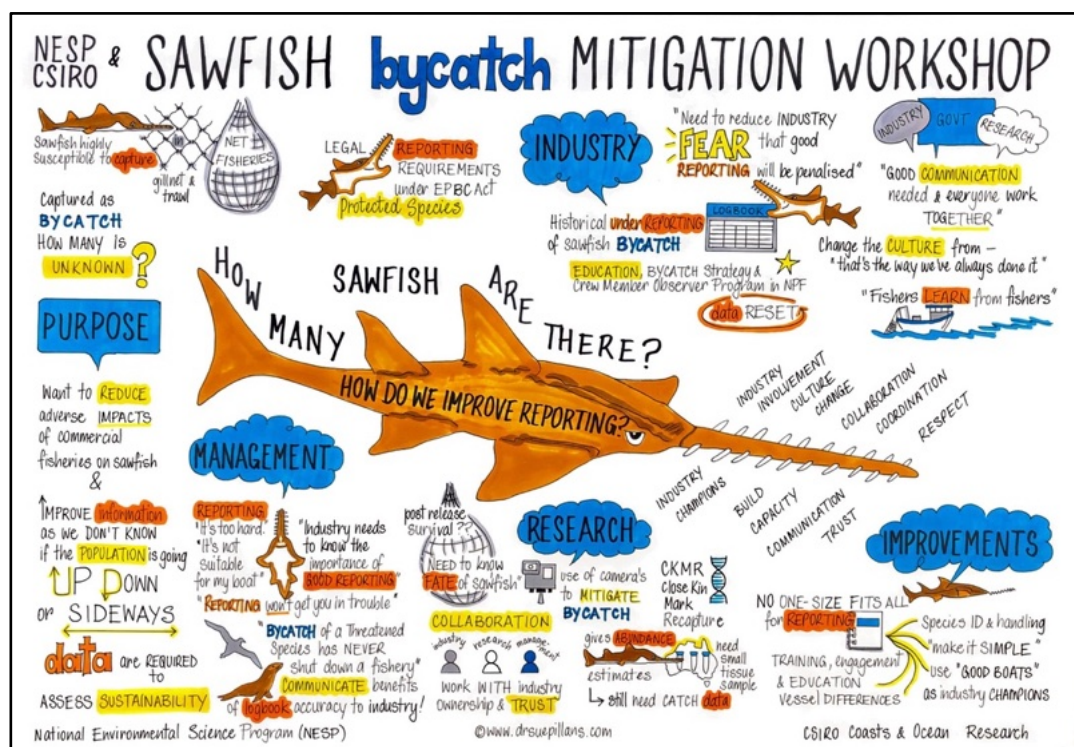 NESP &
CSIRO
SAWFISH bycatch MITIGATION WORKSHOP
Sawfish highly
susceptible to capture
gillnet &
trawl
NET
FISHERIES
Captured as
BYCATCH
HOW MANY IS
UNKNOWN ?
LEGAL REPORTING
REQUIREMENTS
under EPBC Act
Protected Species
INDUSTRY
"Need to reduce INDUSTRY
FEAR that good
REPORTING will be penalised"
LOGBOOK
Historical under REPORTING
of sawfish BYCATCH
EDUCATION, BYCATCH Strategy &
Crew Member Observer Program in NPF
data RESET
INDUSTRY
GOVT
RESEARCH
"GOOD COMMUNICATION
needed & everyone work
TOGETHER"
Change the CULTURE from –
"that's the way we've always done it"
"Fishers LEARN from fishers"
HOW MANY SAWFISH ARE THERE?
HOW DO WE IMPROVE REPORTING?
INDUSTRY
INVOLVEMENT
CULTURE
CHANGE
COLLABORATION
COORDINATION
RESPECT
INDUSTRY
CHAMPIONS
BUILD
CAPACITY
COMMUNICATION
TRUST
PURPOSE
Want to REDUCE
adverse IMPACTS
of commercial
fisheries on sawfish
&
IMPROVE information
as WE DON'T KNOW
if the POPULATION is going
UP DOWN
or SIDEWAYS
data are REQUIRED
to
ASSESS SUSTAINABILITY
MANAGEMENT
REPORTING
"It's too hard."
"It's not
suitable
for my boat"
"Industry needs
to know the
importance of
GOOD REPORTING"
"REPORTING won't get you in trouble"
"BYCATCH of a Threatened
Species has NEVER
shut down a fishery"
COMMUNICATE benefits
of logbook accuracy to industry!
RESEARCH
post release
survival ??
NEED to know
FATE of sawfish"
COLLABORATION
industry research management
Work WITH industry
Ownership & TRUST
use of camera's
to MITIGATE
BYCATCH
CKMR
Close Kin
Mark
Recapture
gives ABUNDANCE
estimates
need
small
tissue
sample
↳ still need CATCH data
IMPROVEMENTS
NO ONE-SIZE FITS ALL
for REPORTING
TRAINING, engagement
& EDUCATION
Vessel DIFFERENCES
Species ID & handling
"make it SIMPLE"
use "GOOD BOATS"
as industry CHAMPIONS
National Environmental Science Program (NESP)
©www.drsuepillans.com
CSIRO Coasts & Ocean Research